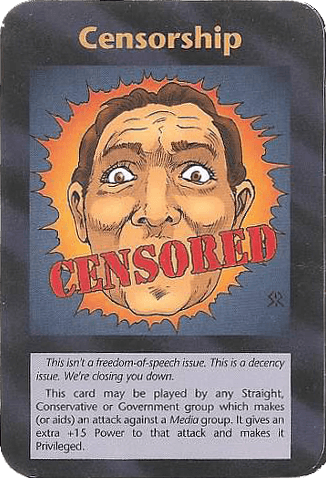 Censorship
CENSORED
SR
This isn't a freedom-of-speech issue. This is a decency
issue. We're closing you down.
This card may be played by any Straight,
Conservative or Government group which makes
(or aids) an attack against a Media group. It gives an
extra +15 Power to that attack and makes it
Privileged.